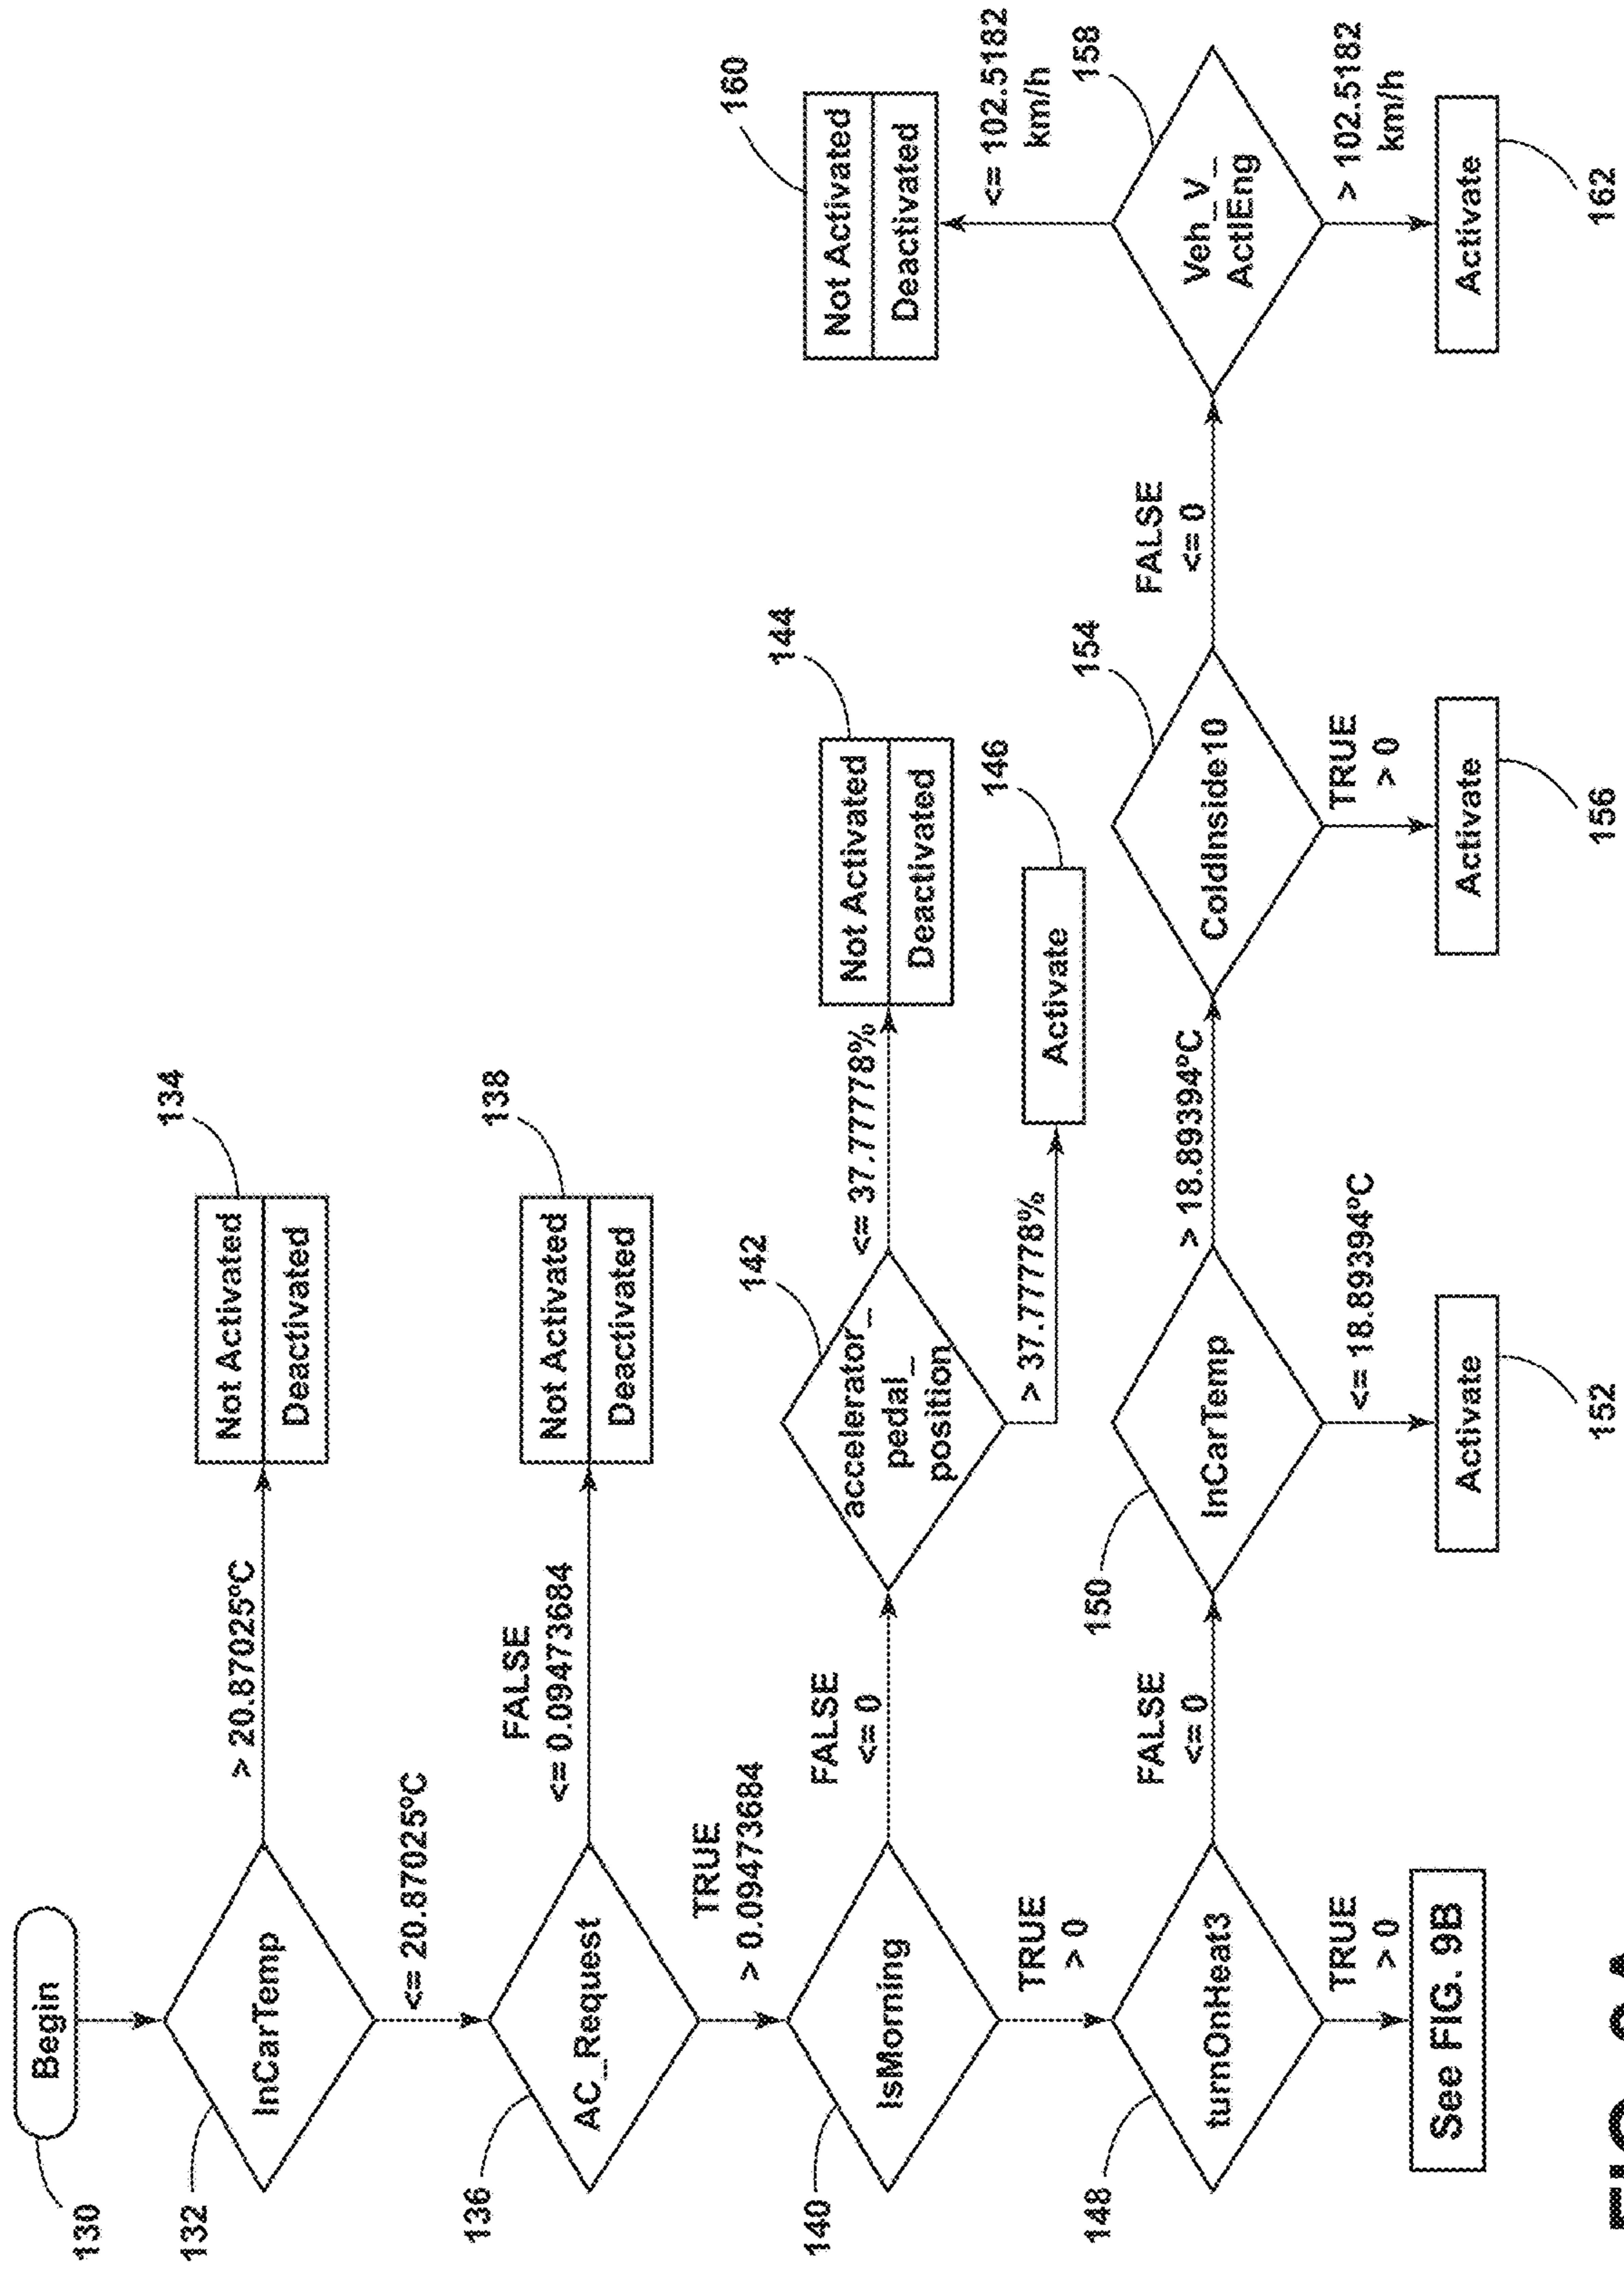 130
Begin
132
InCarTemp
> 20.87025°C
134
Not Activated
Deactivated
<= 20.87025°C
136
AC_Request
FALSE
<= 0.09473684
138
Not Activated
Deactivated
TRUE
> 0.09473684
140
IsMorning
FALSE
<= 0
142
accelerator_
pedal_
position
<= 37.77778%
144
Not Activated
Deactivated
> 37.77778%
146
Activate
TRUE
> 0
148
turnOnHeat3
FALSE
<= 0
150
InCarTemp
> 18.89394°C
154
ColdInside10
FALSE
<= 0
158
Veh_V_
ActlEng
<= 102.5182
km/h
160
Not Activated
Deactivated
TRUE
> 0
See FIG. 9B
<= 18.89394°C
Activate
152
TRUE
> 0
Activate
156
> 102.5182
km/h
Activate
162